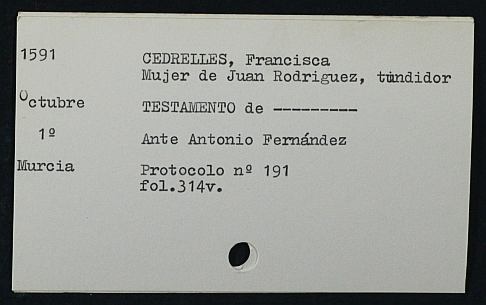 1591
CEDRELLES, Francisca
Mujer de Juan Rodriguez, tundidor
Octubre
TESTAMENTO de ---------
1º
Ante Antonio Fernández
Murcia
Protocolo nº 191
fol.314v.